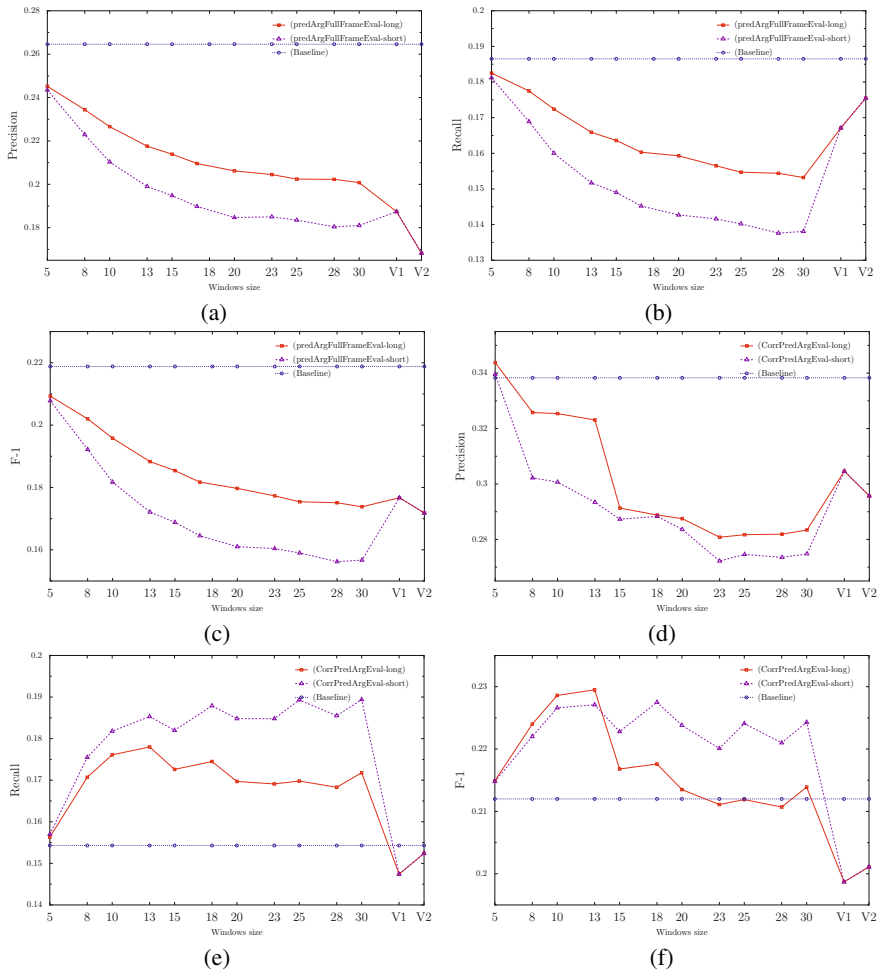 0.28
0.26
0.24
0.22
0.2
0.18
Precision
(predArgFullFrameEval-long)
(predArgFullFrameEval-short)
(Baseline)
5 8 10 13 15 18 20 23 25 28 30 V1 V2
Windows size
(a)
0.2
0.19
0.18
0.17
0.16
0.15
0.14
0.13
Recall
(predArgFullFrameEval-long)
(predArgFullFrameEval-short)
(Baseline)
5 8 10 13 15 18 20 23 25 28 30 V1 V2
Windows size
(b)
0.22
0.2
0.18
0.16
F-1
(predArgFullFrameEval-long)
(predArgFullFrameEval-short)
(Baseline)
5 8 10 13 15 18 20 23 25 28 30 V1 V2
Windows size
(c)
0.34
0.32
0.3
0.28
Precision
(CorrPredArgEval-long)
(CorrPredArgEval-short)
(Baseline)
5 8 10 13 15 18 20 23 25 28 30 V1 V2
Windows size
(d)
0.2
0.19
0.18
0.17
0.16
0.15
0.14
Recall
(CorrPredArgEval-long)
(CorrPredArgEval-short)
(Baseline)
5 8 10 13 15 18 20 23 25 28 30 V1 V2
Windows size
(e)
0.23
0.22
0.21
0.2
F-1
(CorrPredArgEval-long)
(CorrPredArgEval-short)
(Baseline)
5 8 10 13 15 18 20 23 25 28 30 V1 V2
Windows size
(f)